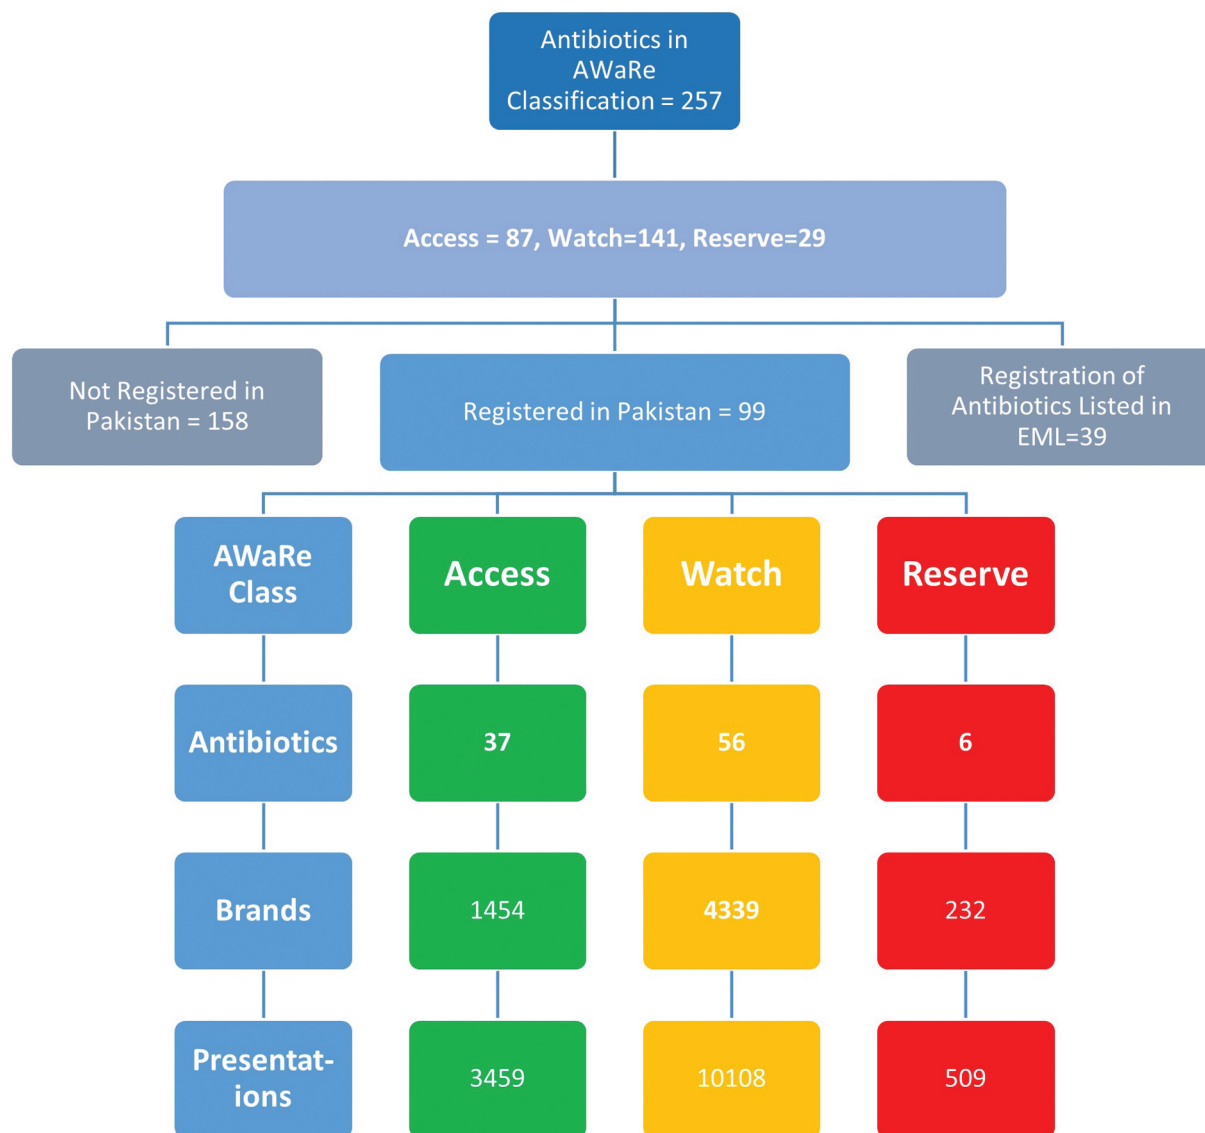 Antibiotics in
AWaRe
Classification = 257
Access = 87, Watch=141, Reserve=29
Not Registered in
Pakistan = 158
Registered in Pakistan = 99
Registration of
Antibiotics Listed in
EML=39
AWaRe
Class
Access
Watch
Reserve
Antibiotics
37
56
6
Brands
1454
4339
232
Presentat-
ions
3459
10108
509